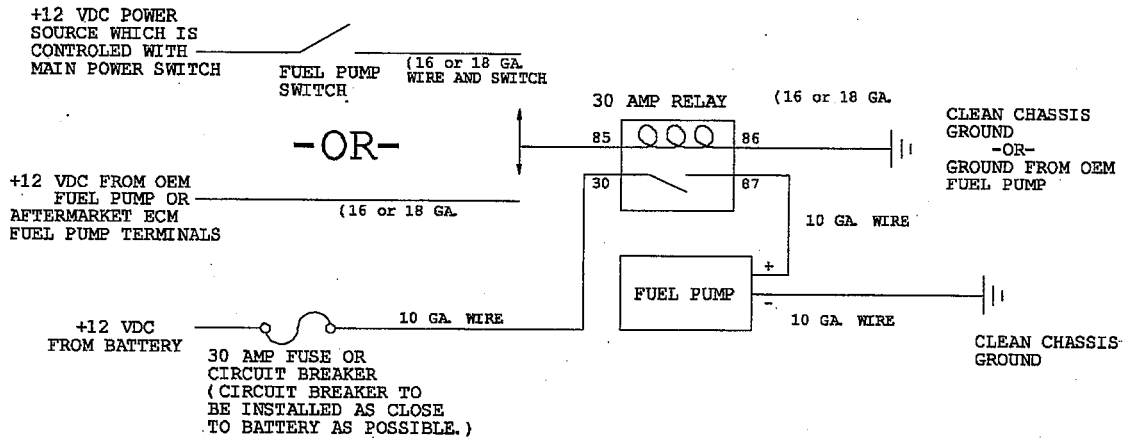 +12 VDC POWER
SOURCE WHICH IS
CONTROLED WITH
MAIN POWER SWITCH
FUEL PUMP
SWITCH
(16 or 18 GA.
WIRE AND SWITCH
-OR-
+12 VDC FROM OEM
FUEL PUMP OR
AFTERMARKET ECM
FUEL PUMP TERMINALS
(16 or 18 GA.
30 AMP RELAY
85
86
30
87
(16 or 18 GA.
CLEAN CHASSIS
GROUND
-OR-
GROUND FROM OEM
FUEL PUMP
10 GA. WIRE
FUEL PUMP
+
-
10 GA. WIRE
CLEAN CHASSIS
GROUND
+12 VDC
FROM BATTERY
10 GA. WIRE
30 AMP FUSE OR
CIRCUIT BREAKER
(CIRCUIT BREAKER TO
BE INSTALLED AS CLOSE
TO BATTERY AS POSSIBLE.)